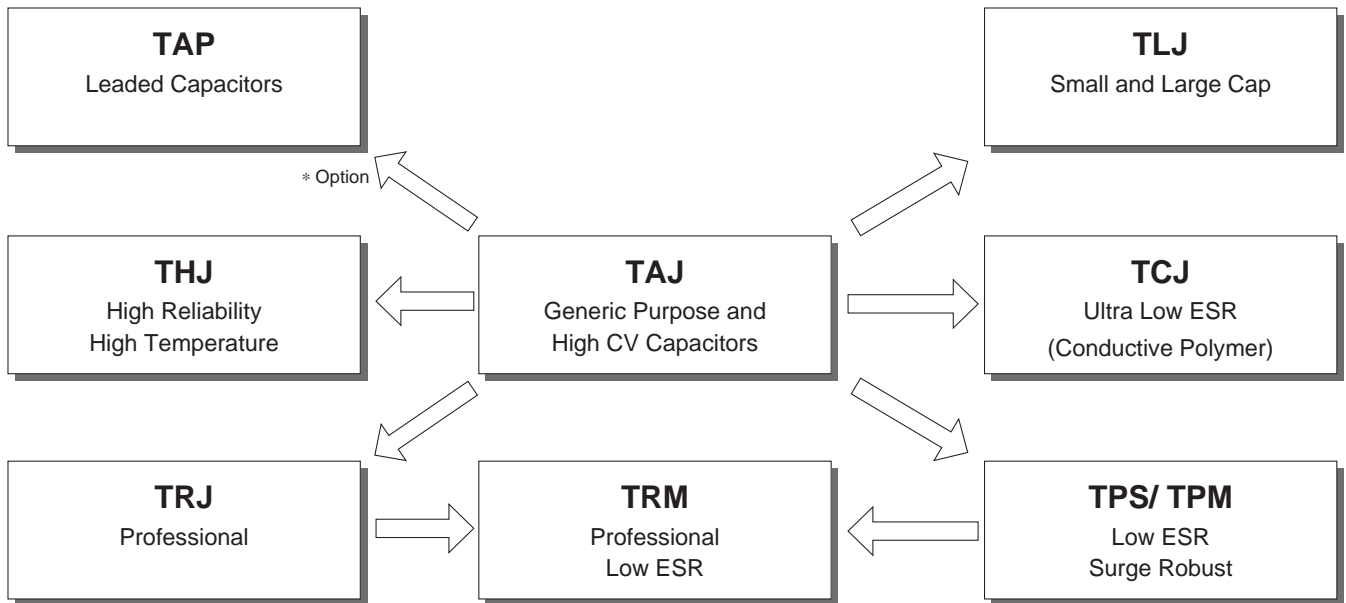 TAP
Leaded Capacitors
TLJ
Small and Large Cap
∗ Option
THJ
High Reliability
High Temperature
TAJ
Generic Purpose and
High CV Capacitors
TCJ
Ultra Low ESR
(Conductive Polymer)
TRJ
Professional
TRM
Professional
Low ESR
TPS/ TPM
Low ESR
Surge Robust